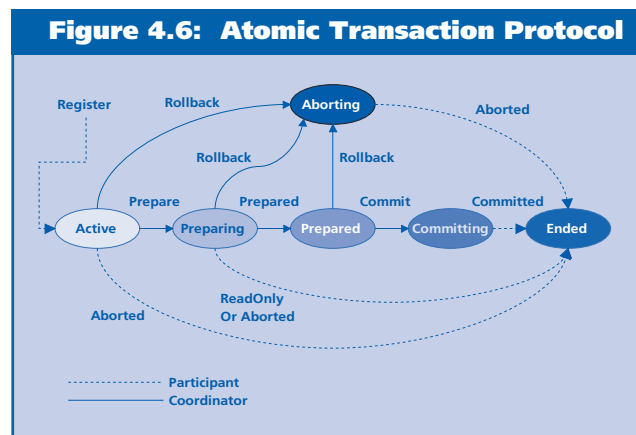 Figure 4.6: Atomic Transaction Protocol
Register
Rollback
Aborting
Aborted
Rollback
Rollback
Prepare
Prepared
Commit
Committed
Active
Preparing
Prepared
Committing
Ended
Aborted
ReadOnly
Or Aborted
Participant
Coordinator